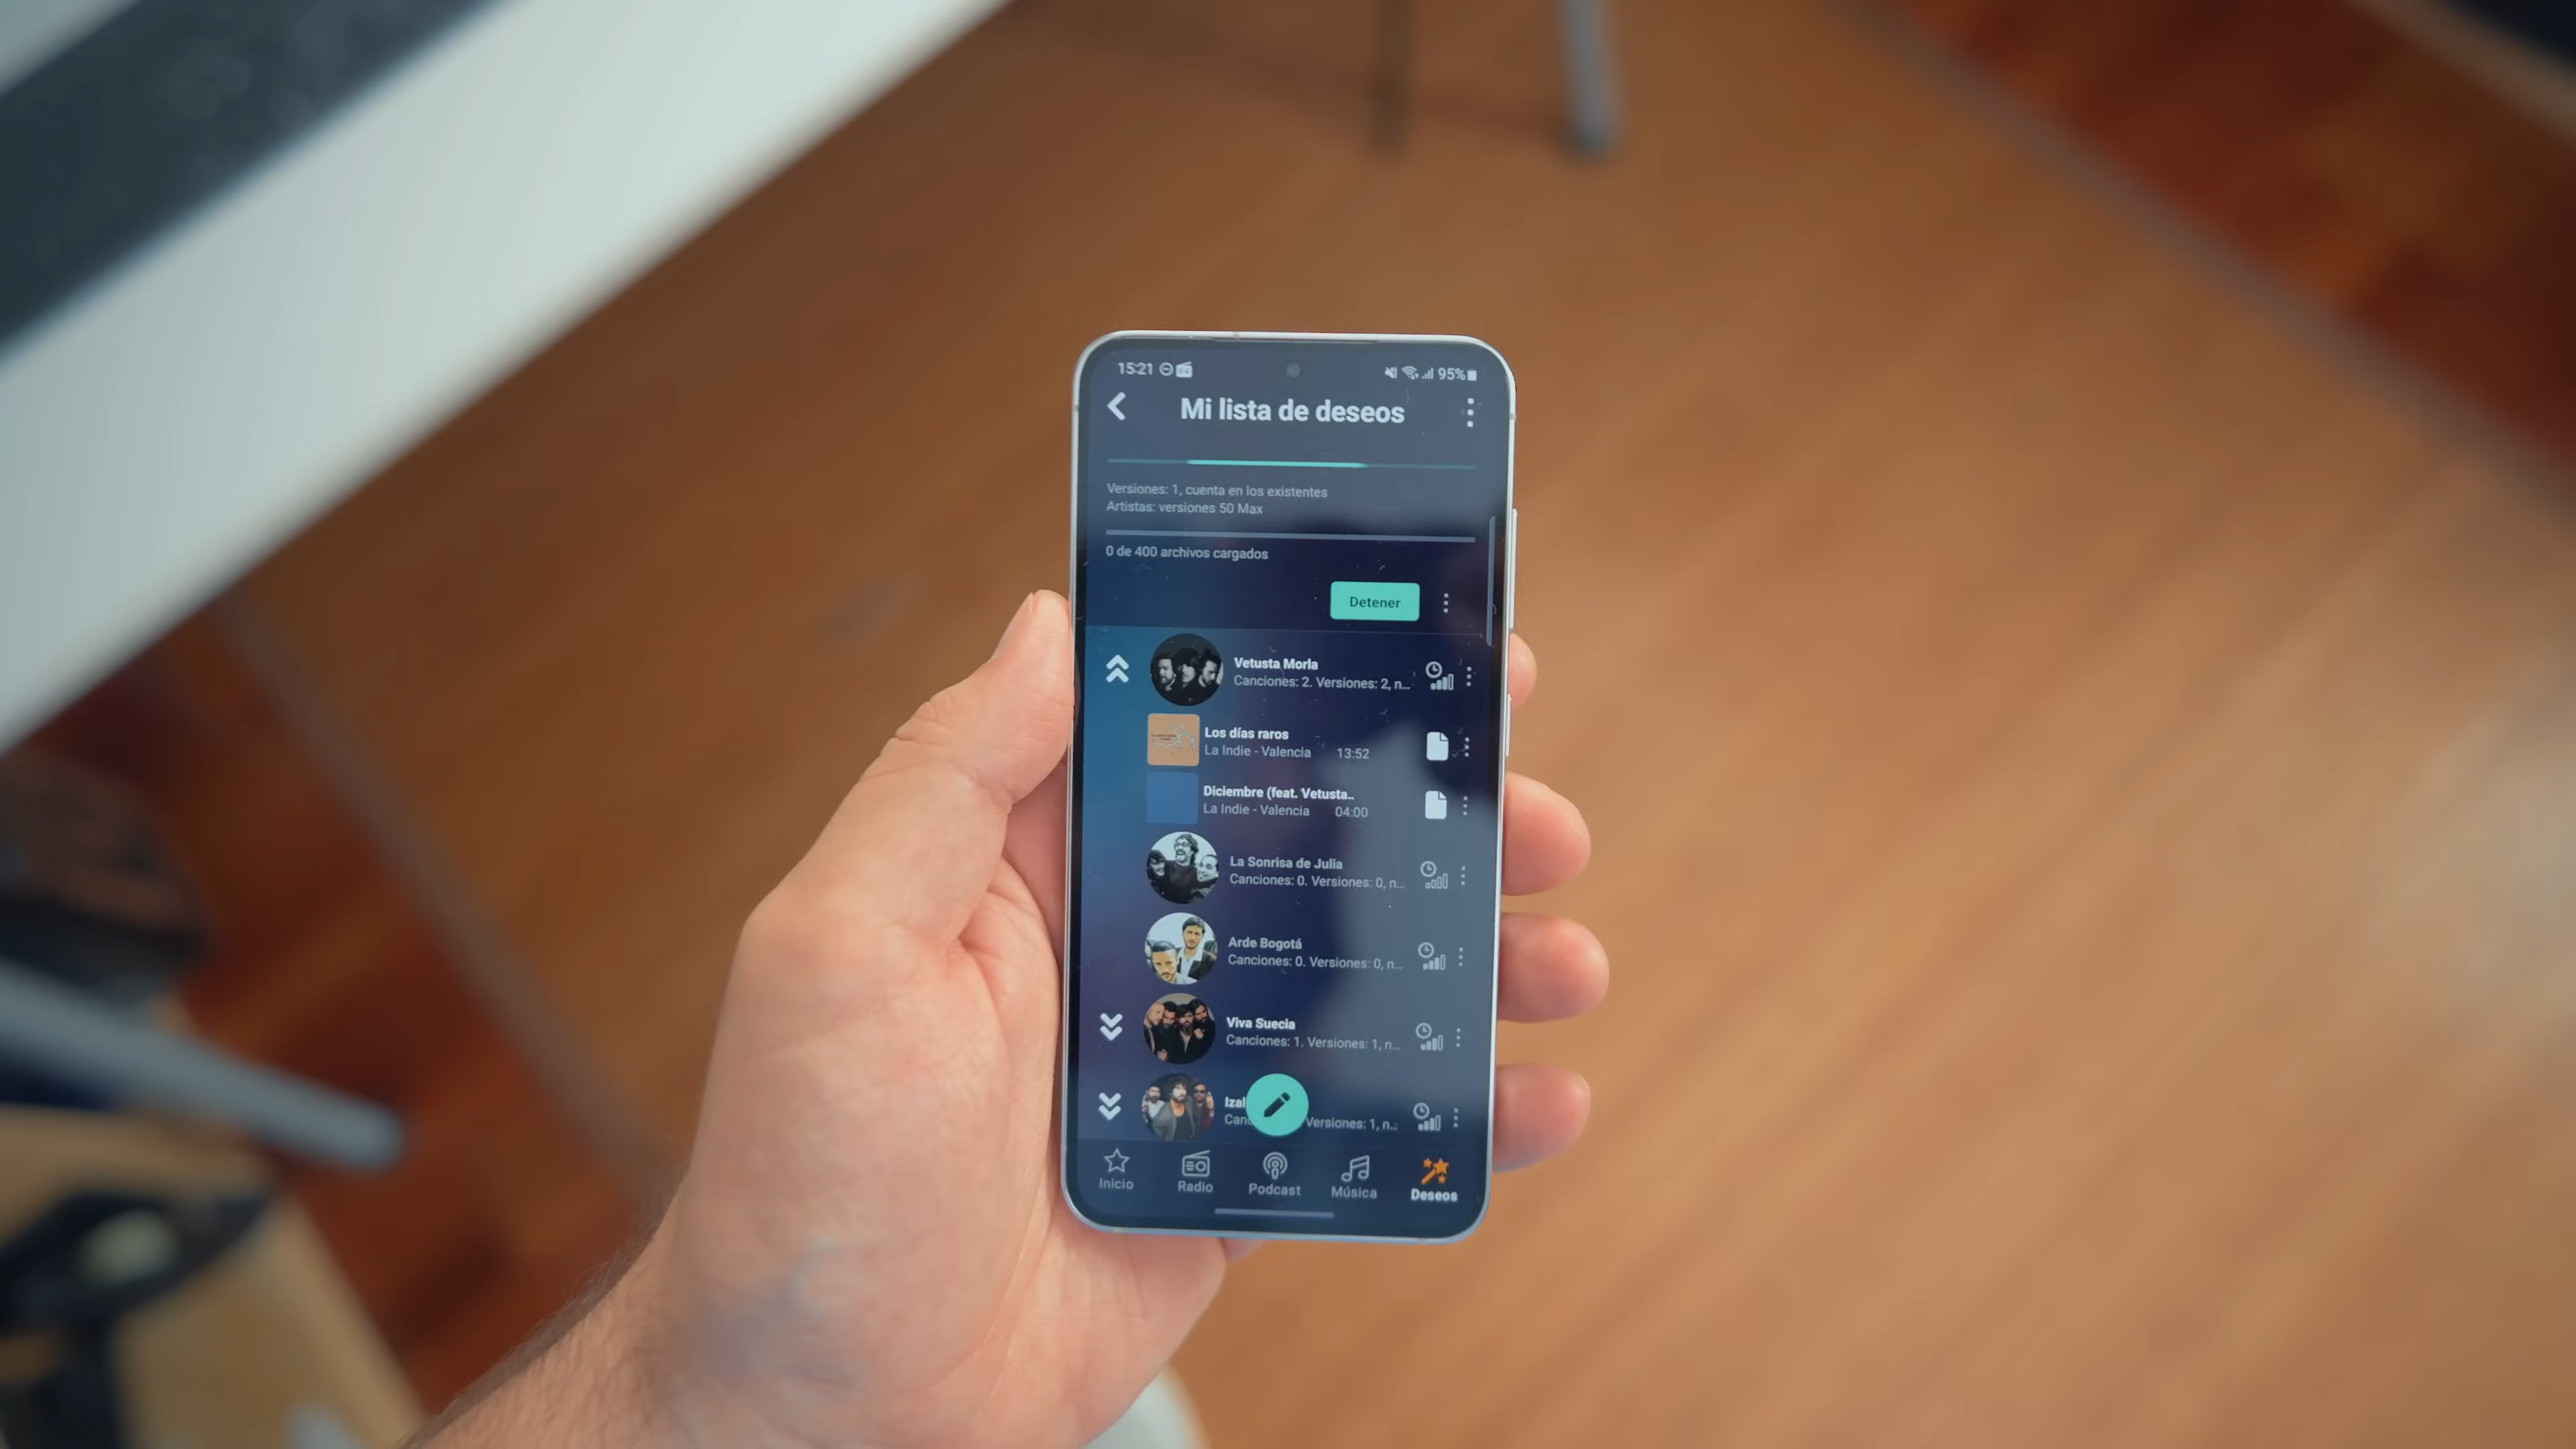 15:21
95%
Mi lista de deseos
Versiones: 1, cuenta en los existentes
Artistas: versiones 50 Max
0 de 400 archivos cargados
Detener
Vetusta Morla
Canciones: 2. Versiones: 2, n...
Los días raros
La Indie - Valencia 13:52
Diciembre (feat. Vetusta..
La Indie - Valencia 04:00
La Sonrisa de Julia
Canciones: 0. Versiones: 0, n...
Arde Bogotá
Canciones: 0. Versiones: 0, n...
Viva Suecia
Canciones: 1. Versiones: 1, n...
Izal
Versiones: 1, n...
Inicio
Radio
Podcast
Música
Deseos